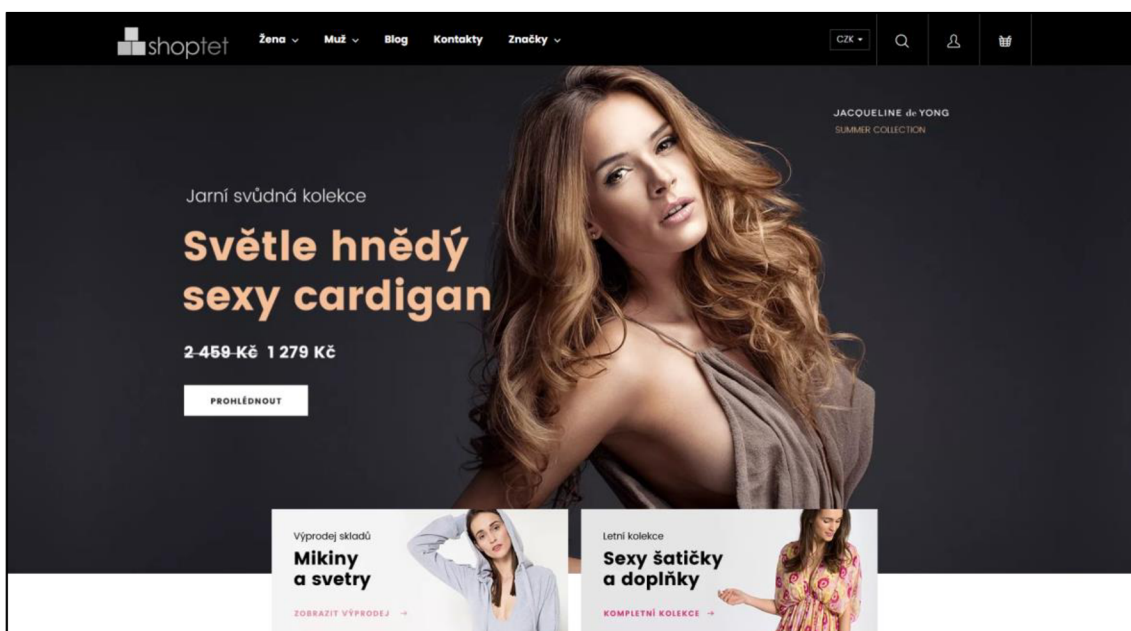 shoptet
Žena
Muž
Blog
Kontakty
Značky
CZK
JACQUELINE de YONG
SUMMER COLLECTION
Jarní svůdná kolekce
Světle hnědý
sexy cardigan
2 459 Kč 1 279 Kč
PROHLÉDNOUT
Výprodej skladů
Mikiny
a svetry
ZOBRAZIT VÝPRODEJ →
Letní kolekce
Sexy šatičky
a doplňky
KOMPLETNÍ KOLEKCE →